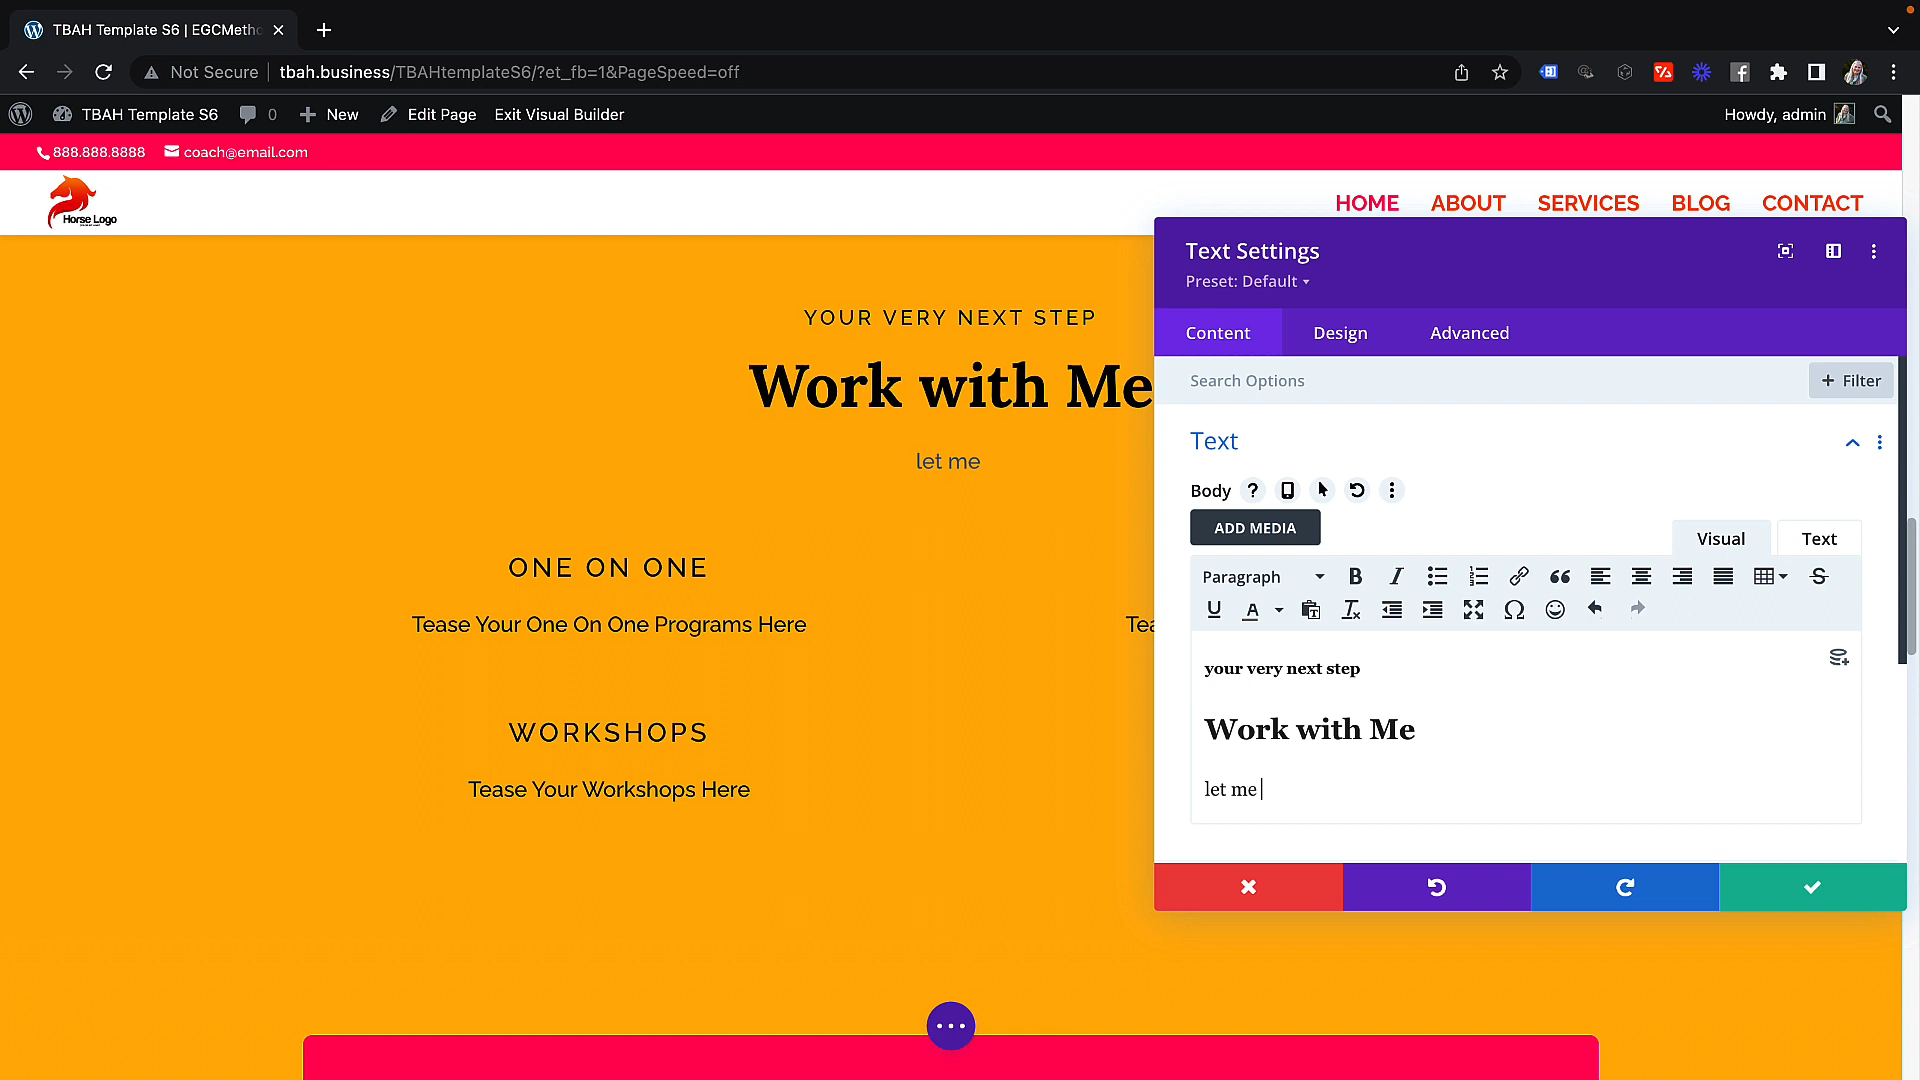 TBAH Template S6 | EGCMetho
Not Secure
tbah.business/TBAHtemplateS6/?et_fb=1&PageSpeed=off
TBAH Template S6
0
New
Edit Page
Exit Visual Builder
Howdy, admin
888.888.8888
coach@email.com
Horse Logo
HOME
ABOUT
SERVICES
BLOG
CONTACT
YOUR VERY NEXT STEP
Work with Me
let me
ONE ON ONE
Tease Your One On One Programs Here
Tea
WORKSHOPS
Tease Your Workshops Here
Text Settings
Preset: Default
Content
Design
Advanced
Search Options
+ Filter
Text
Body
ADD MEDIA
Visual
Text
Paragraph
your very next step
Work with Me
let me